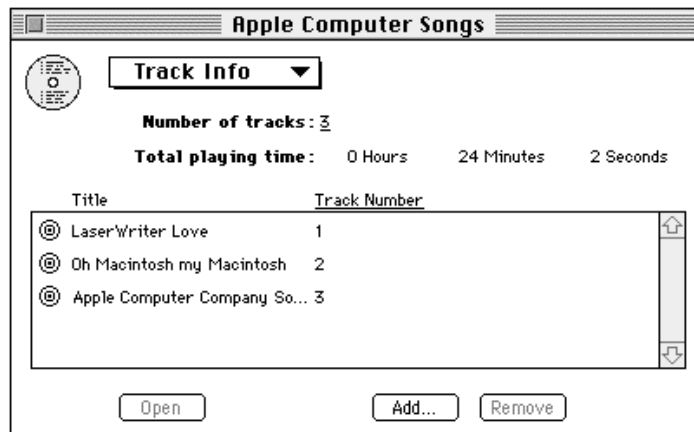 Apple Computer Songs
Track Info
Number of tracks: 3
Total playing time: 0 Hours 24 Minutes 2 Seconds
Title Track Number
LaserWriter Love 1
Oh Macintosh my Macintosh 2
Apple Computer Company So... 3
Open Add... Remove